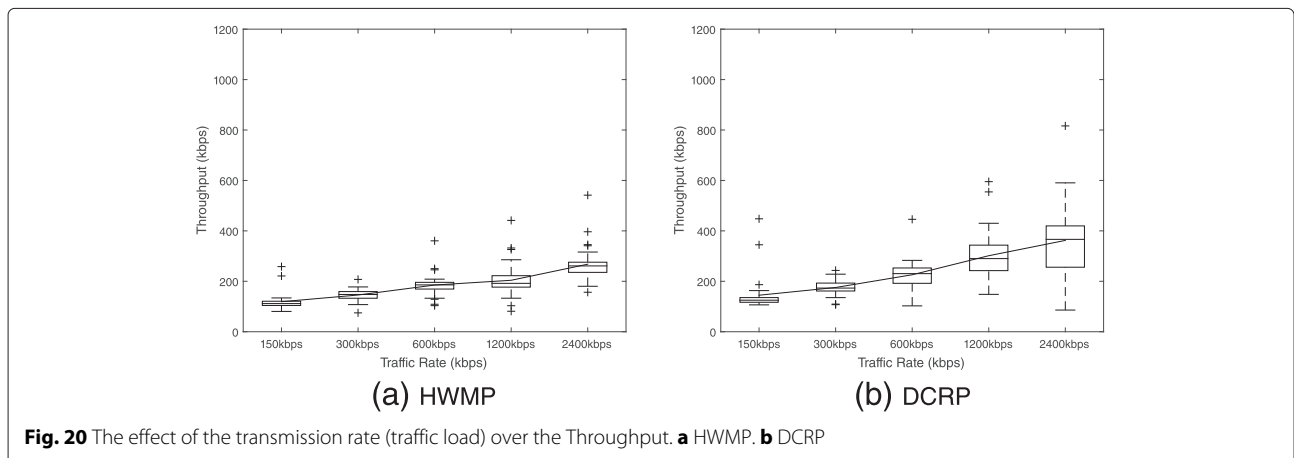 1200
1000
800
600
400
200
0
Throughput (kbps)
150kbps 300kbps 600kbps 1200kbps 2400kbps
Traffic Rate (kbps)
(a) HWMP
1200
1000
800
600
400
200
0
Throughput (kbps)
150kbps 300kbps 600kbps 1200kbps 2400kbps
Traffic Rate (kbps)
(b) DCRP
Fig. 20 The effect of the transmission rate (traffic load) over the Throughput. a HWMP. b DCRP